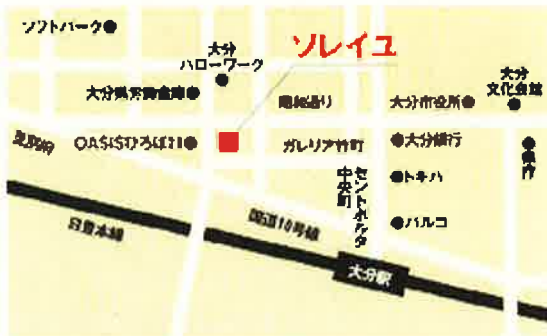 ソフトパーク
大分
ハローワーク
ソレイユ
大分
文化会館
大分県労働金庫
昭和通り
大分市役所
OASISひろば21
ガレリア竹町
大分銀行
セントポルタ
中央町
トキハ
パルコ
国道10号線
日豊本線
大分駅